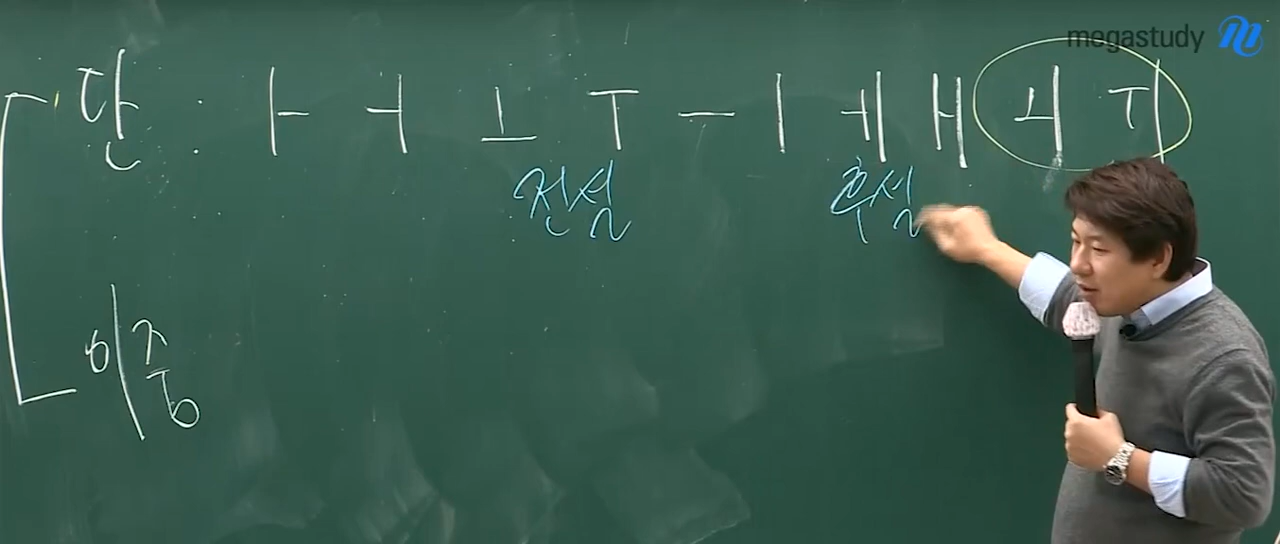 megastudy
단 : ㅏ ㅓ ㅗ ㅜ ㅡ ㅣ ㅔ ㅐ ㅚ ㅟ
전설 후설
이중